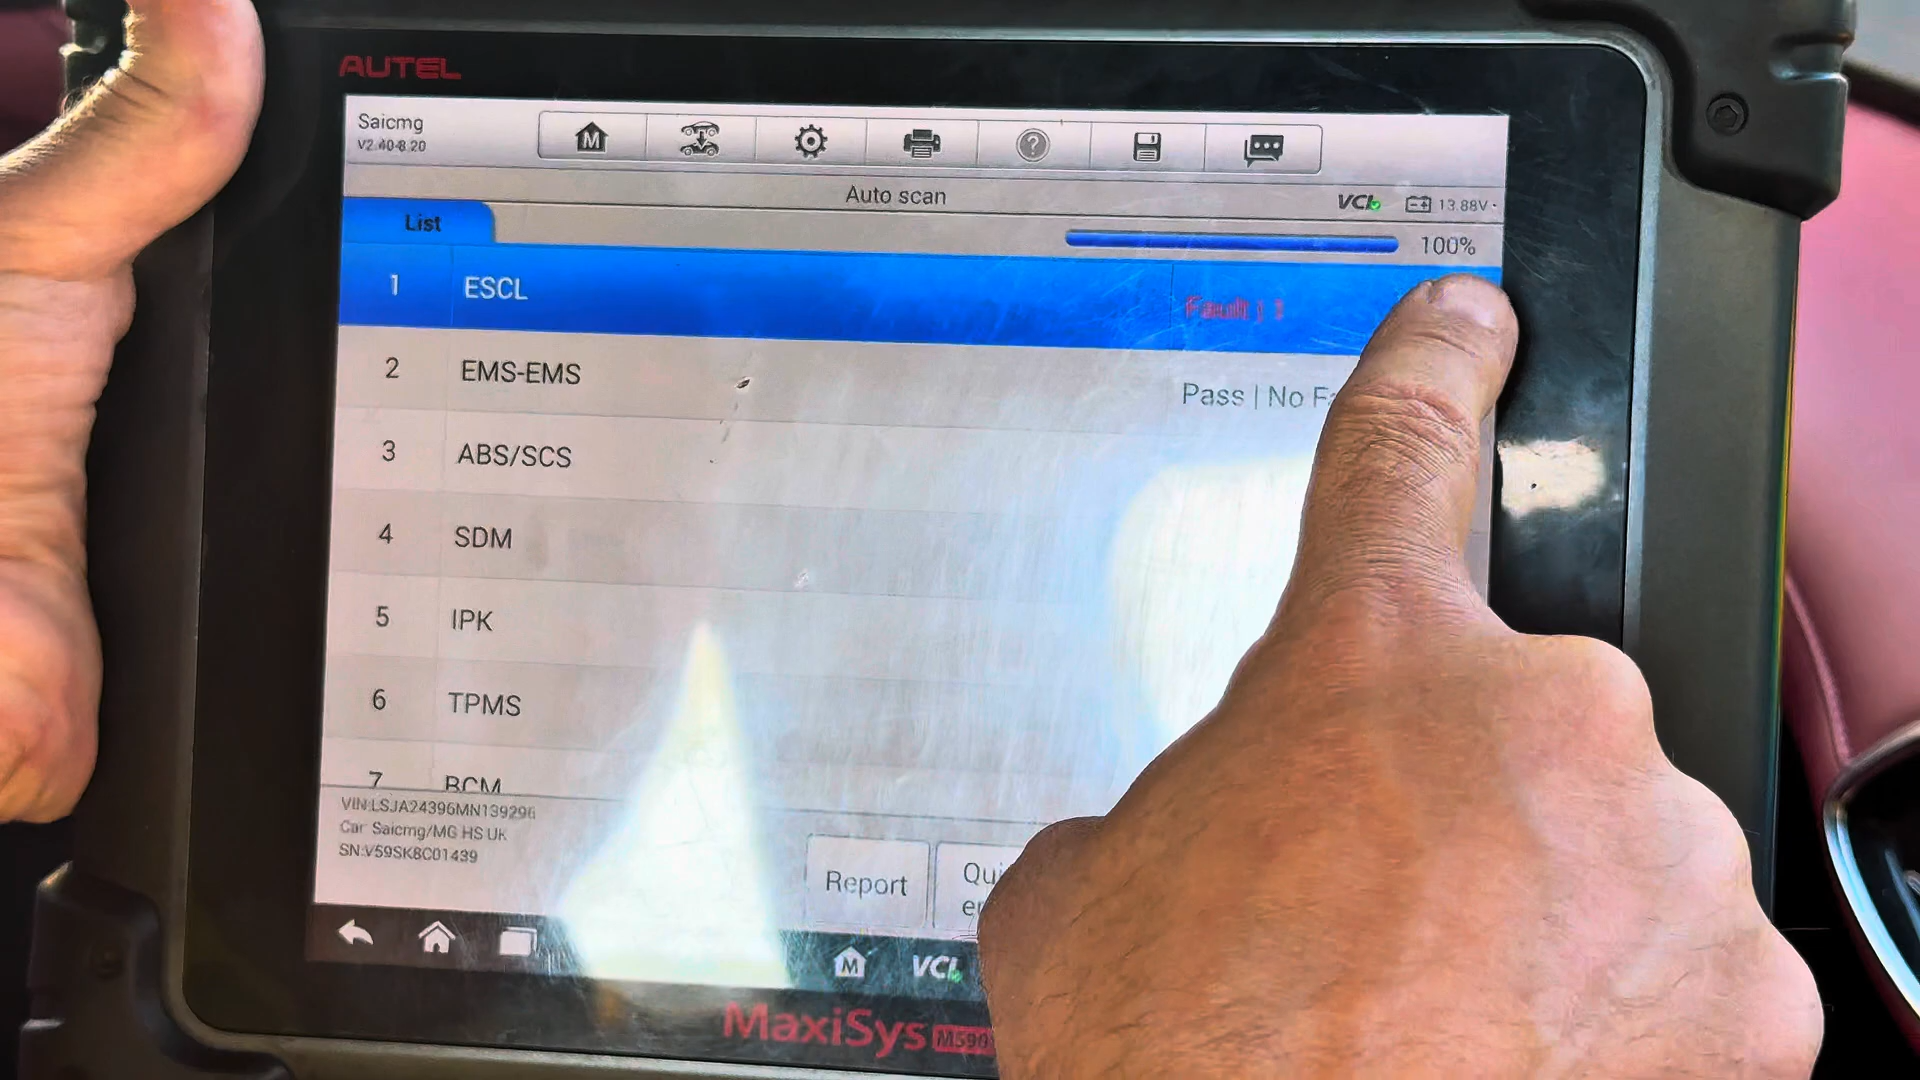 AUTEL
Saicmg
V2.40-8.20
Auto scan
VCI
13.88V
List
100%
1 ESCL Fault | 1
2 EMS-EMS Pass | No
3 ABS/SCS
4 SDM
5 IPK
6 TPMS
7 BCM
VIN:LSJA24396MN139296
Car: Saicmg/MG HS UK
SN:V59SK8C01439
Report
VCI
MaxiSys